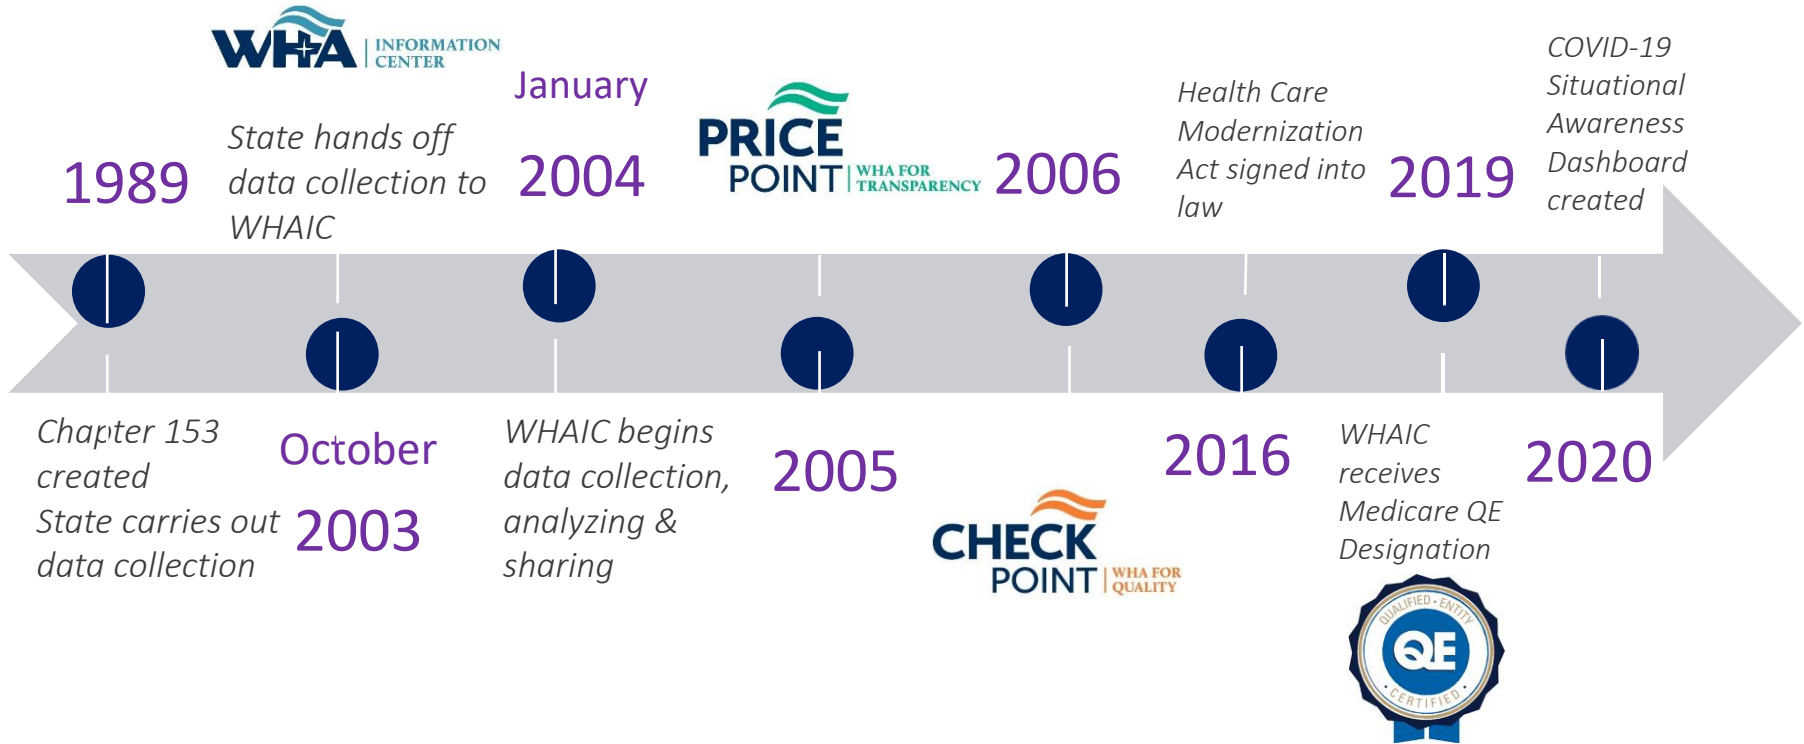 WHA
INFORMATION
CENTER
1989
Chapter 153
created
State carries out
data collection
State hands off
data collection to
WHAIC
October
2003
January
2004
WHAIC begins
data collection,
analyzing &
sharing
PRICE
POINT
WHA FOR
TRANSPARENCY
2005
2006
CHECK
POINT
WHA FOR
QUALITY
Health Care
Modernization
Act signed into
law
2016
2019
WHAIC
receives
Medicare QE
Designation
QUALIFIED • ENTITY
QE
• CERTIFIED •
COVID-19
Situational
Awareness
Dashboard
created
2020